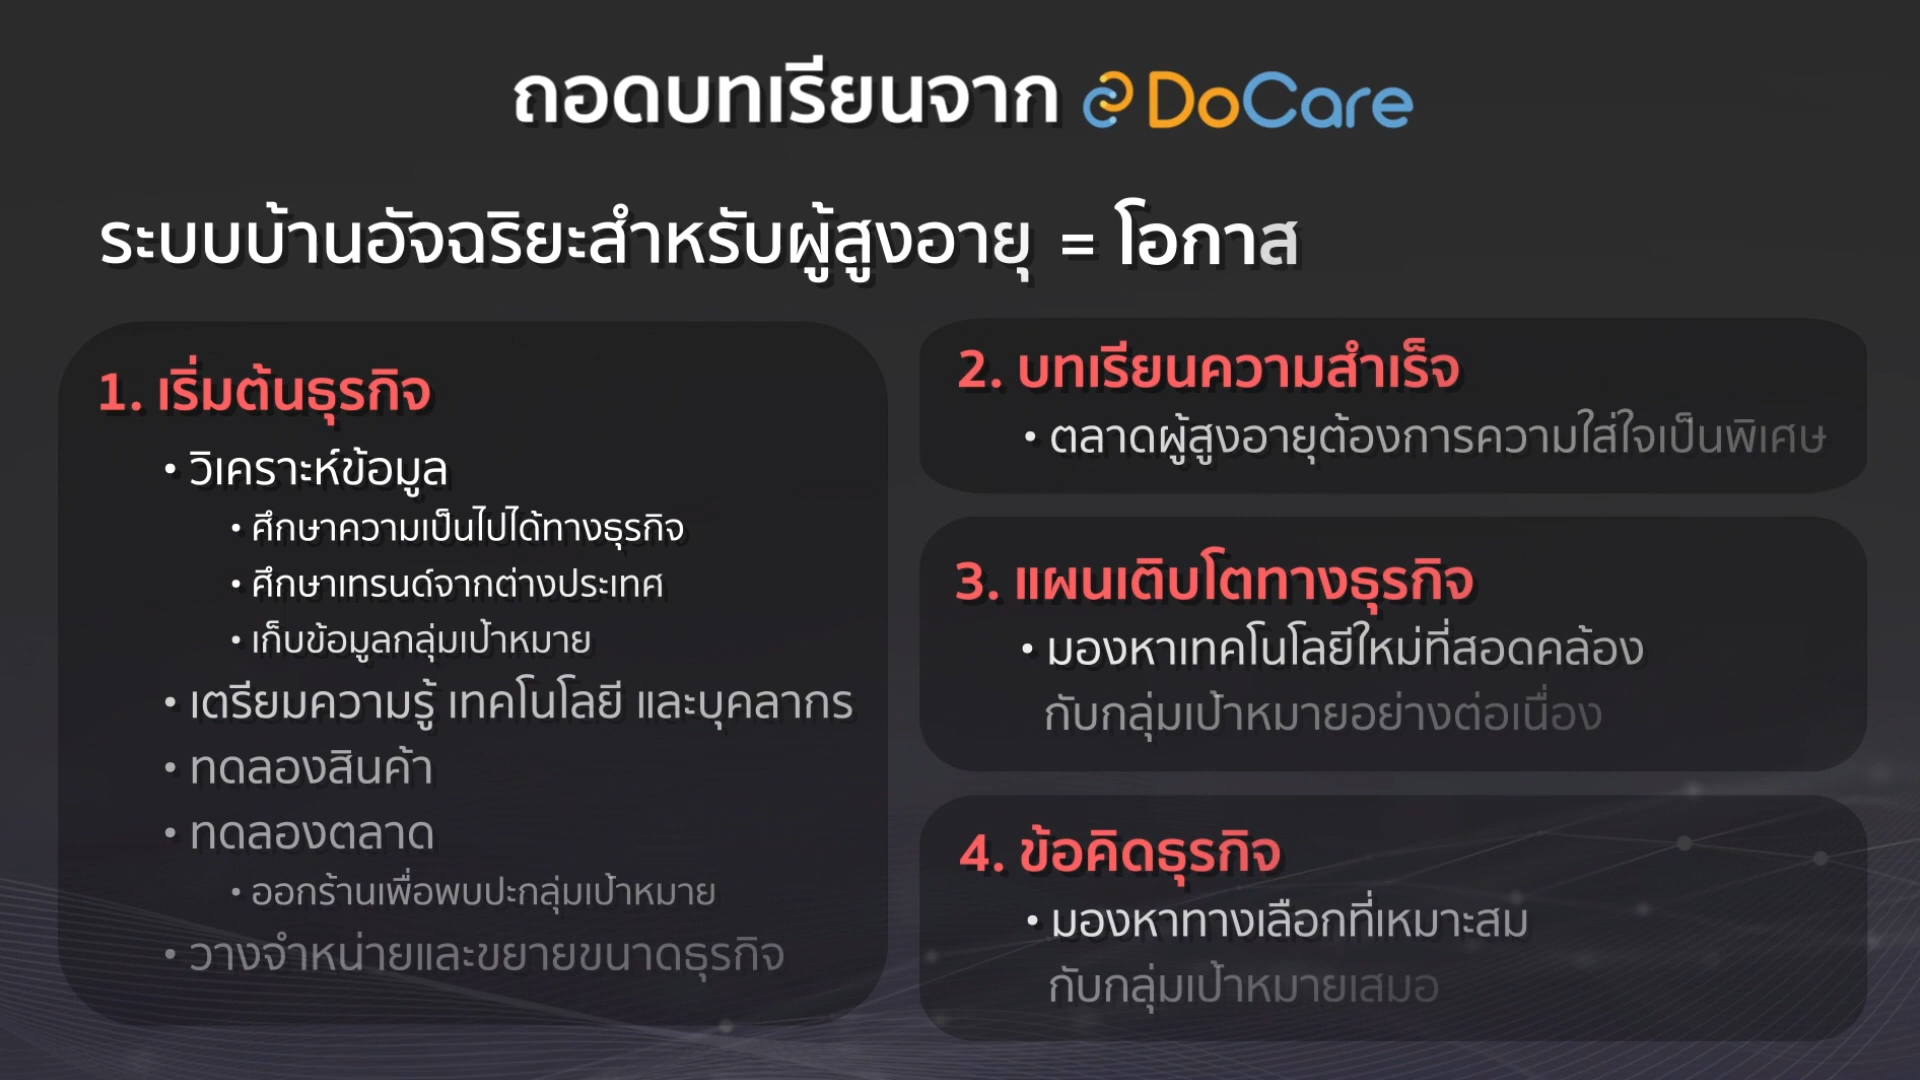 ถอดบทเรียนจาก DoCare
ระบบบ้านอัจฉริยะสำหรับผู้สูงอายุ = โอกาส
1. เริ่มต้นธุรกิจ
• วิเคราะห์ข้อมูล
• ศึกษาความเป็นไปได้ทางธุรกิจ
• ศึกษาเทรนด์จากต่างประเทศ
• เก็บข้อมูลกลุ่มเป้าหมาย
• เตรียมความรู้ เทคโนโลยี และบุคลากร
• ทดลองสินค้า
• ทดลองตลาด
• ออกร้านเพื่อพบปะกลุ่มเป้าหมาย
• วางจำหน่ายและขยายขนาดธุรกิจ
2. บทเรียนความสำเร็จ
• ตลาดผู้สูงอายุต้องการความใส่ใจเป็นพิเศษ
3. แผนเติบโตทางธุรกิจ
• มองหาเทคโนโลยีใหม่ที่สอดคล้อง
กับกลุ่มเป้าหมายอย่างต่อเนื่อง
4. ข้อคิดธุรกิจ
• มองหาทางเลือกที่เหมาะสม
กับกลุ่มเป้าหมายเสมอ